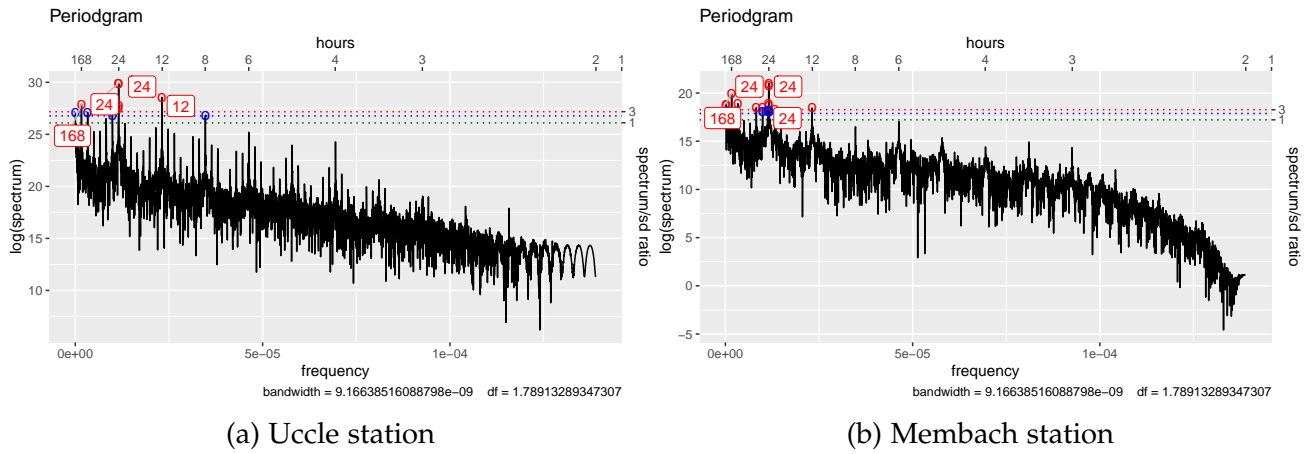 Periodgram
hours
168 24 12 8 6 4 3 2 1
30
25
20
15
10
log(spectrum)
24
24
12
168
3
1
spectrum/sd ratio
0e+00 5e-05 1e-04
frequency
bandwidth = 9.16638516088798e-09 df = 1.78913289347307
(a) Uccle station
Periodgram
hours
168 24 12 8 6 4 3 2 1
20
15
10
5
0
−5
log(spectrum)
24 24
168 24
3
1
spectrum/sd ratio
0e+00 5e-05 1e-04
frequency
bandwidth = 9.16638516088798e-09 df = 1.78913289347307
(b) Membach station